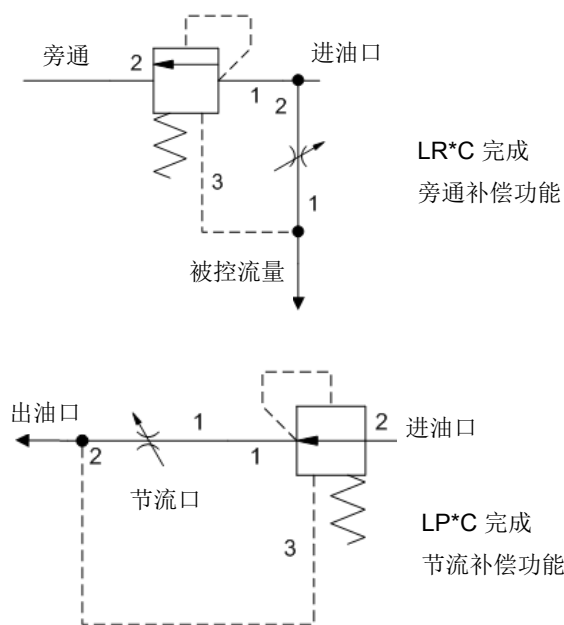 旁通
2
进油口
1
2
LR*C 完成
旁通补偿功能
3
1
被控流量
出油口
1
2
进油口
2
1
节流口
LP*C 完成
3
节流补偿功能